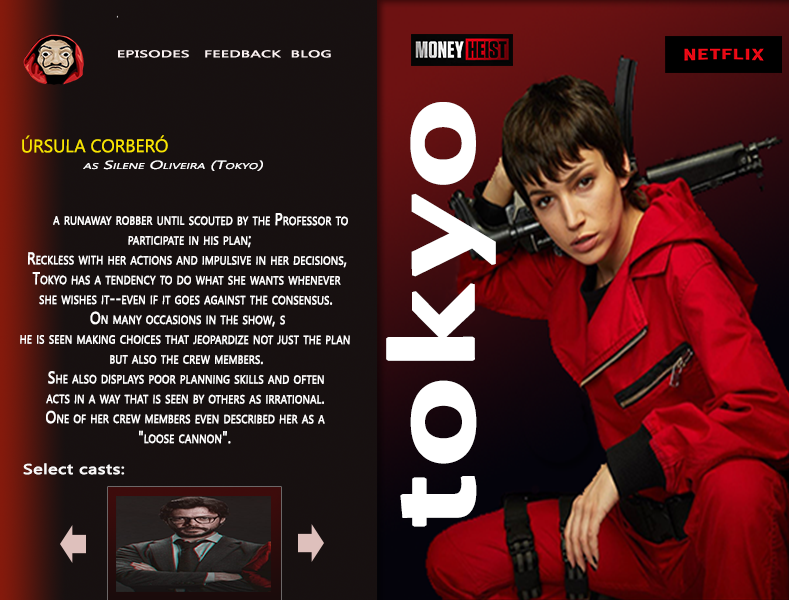 EPISODES FEEDBACK BLOG
MONEY HEIST
NETFLIX
ÚRSULA CORBERÓ
AS SILENE OLIVEIRA (TOKYO)
A RUNAWAY ROBBER UNTIL SCOUTED BY THE PROFESSOR TO
PARTICIPATE IN HIS PLAN;
RECKLESS WITH HER ACTIONS AND IMPULSIVE IN HER DECISIONS,
TOKYO HAS A TENDENCY TO DO WHAT SHE WANTS WHENEVER
SHE WISHES IT--EVEN IF IT GOES AGAINST THE CONSENSUS.
ON MANY OCCASIONS IN THE SHOW, S
HE IS SEEN MAKING CHOICES THAT JEOPARDIZE NOT JUST THE PLAN
BUT ALSO THE CREW MEMBERS.
SHE ALSO DISPLAYS POOR PLANNING SKILLS AND OFTEN
ACTS IN A WAY THAT IS SEEN BY OTHERS AS IRRATIONAL.
ONE OF HER CREW MEMBERS EVEN DESCRIBED HER AS A
"LOOSE CANNON".
Select casts:
tokyo